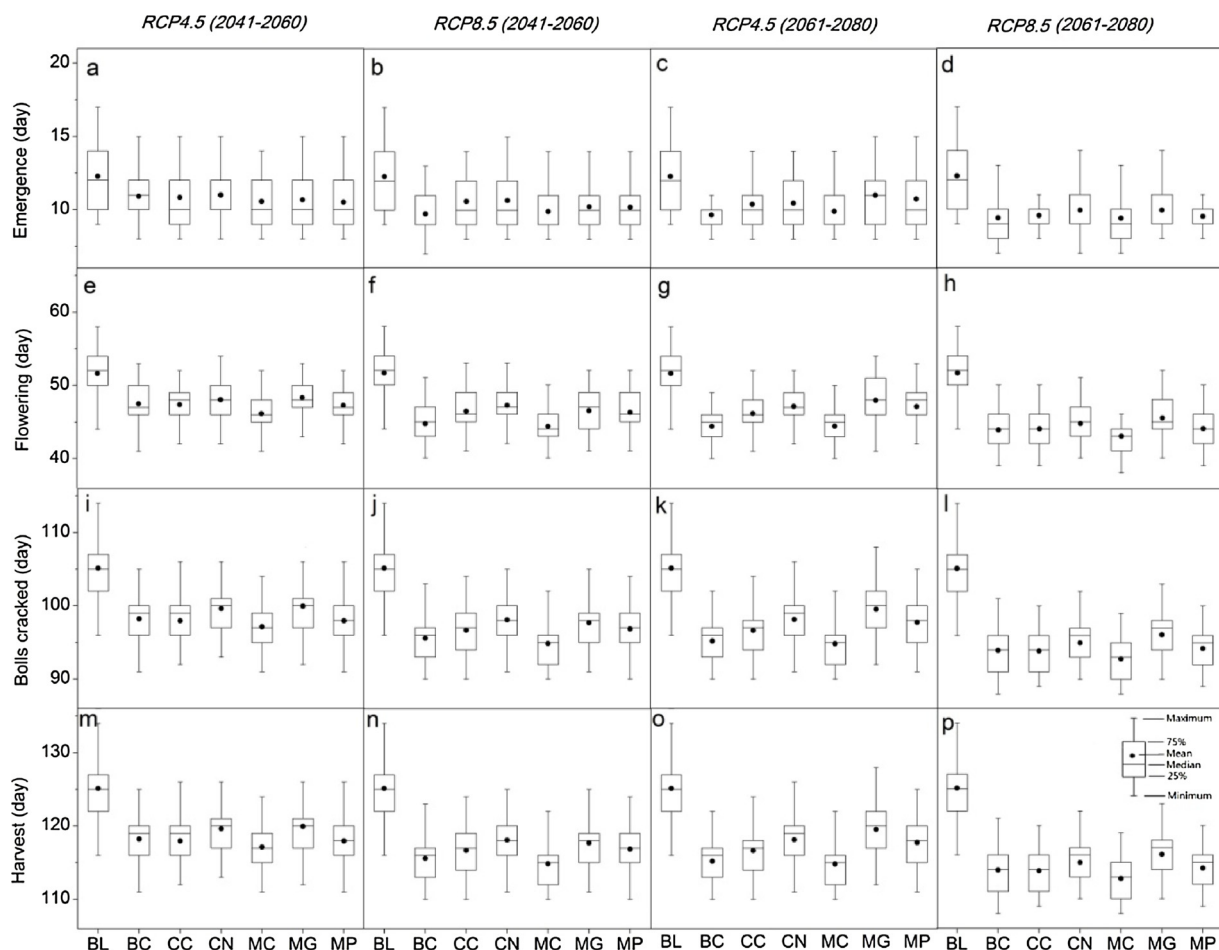 RCP4.5 (2041-2060) RCP8.5 (2041-2060) RCP4.5 (2061-2080) RCP8.5 (2061-2080)
a b c d
Emergence (day)
20
15
10
e f g h
Flowering (day)
60
50
40
i j k l
Bolls cracked (day)
110
100
90
m n o p
Harvest (day)
130
120
110
Maximum
75%
Mean
Median
25%
Minimum
BL BC CC CN MC MG MP BL BC CC CN MC MG MP BL BC CC CN MC MG MP BL BC CC CN MC MG MP